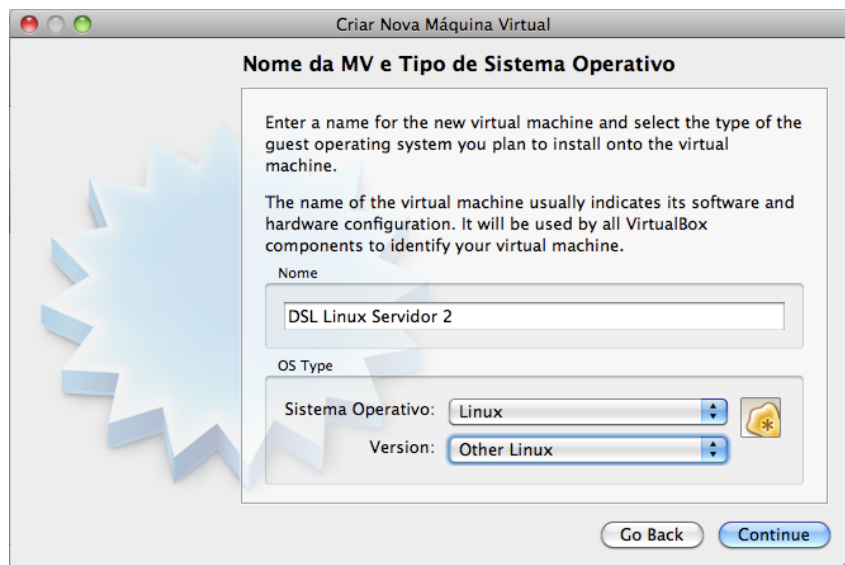 Criar Nova Máquina Virtual
Nome da MV e Tipo de Sistema Operativo
Enter a name for the new virtual machine and select the type of the
guest operating system you plan to install onto the virtual
machine.
The name of the virtual machine usually indicates its software and
hardware configuration. It will be used by all VirtualBox
components to identify your virtual machine.
Nome
DSL Linux Servidor 2
OS Type
Sistema Operativo: Linux
Version: Other Linux
Go Back Continue